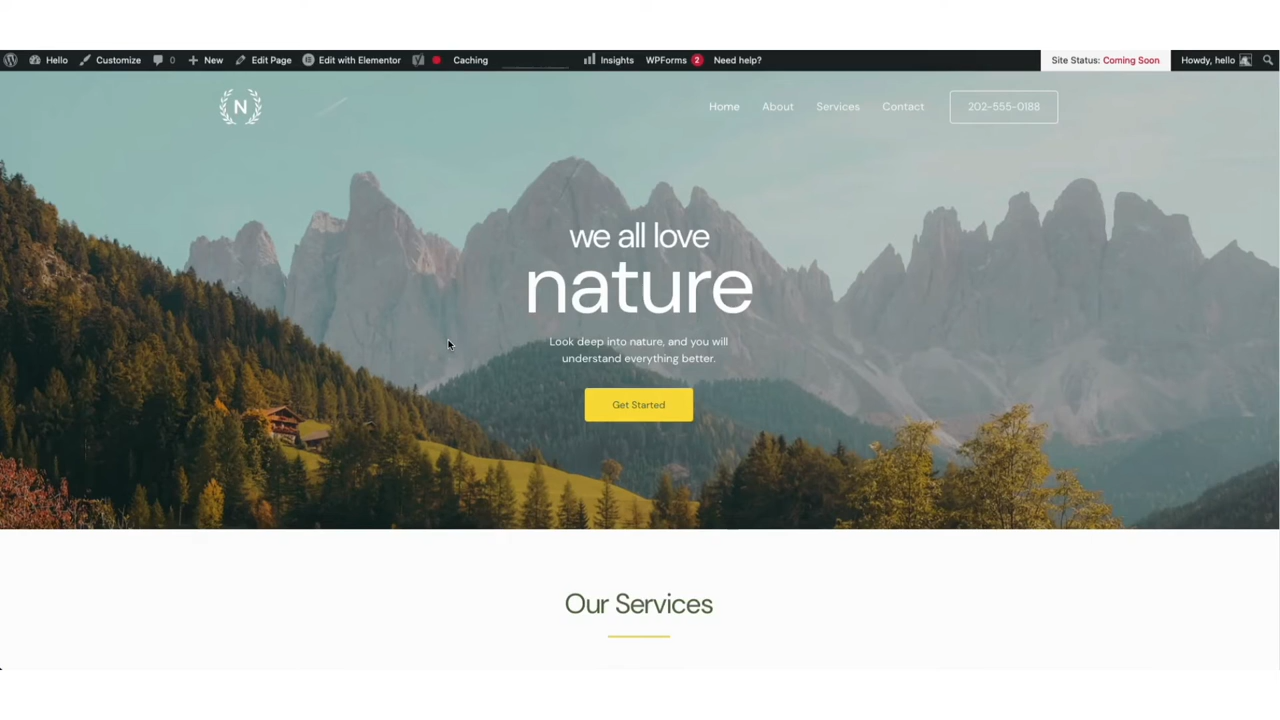 Hello Customize 0 New Edit Page Edit with Elementor Caching Insights WPForms 2 Need help? Site Status: Coming Soon Howdy, hello
N Home About Services Contact 202-555-0188
we all love
nature
Look deep into nature, and you will
understand everything better.
Get Started
Our Services